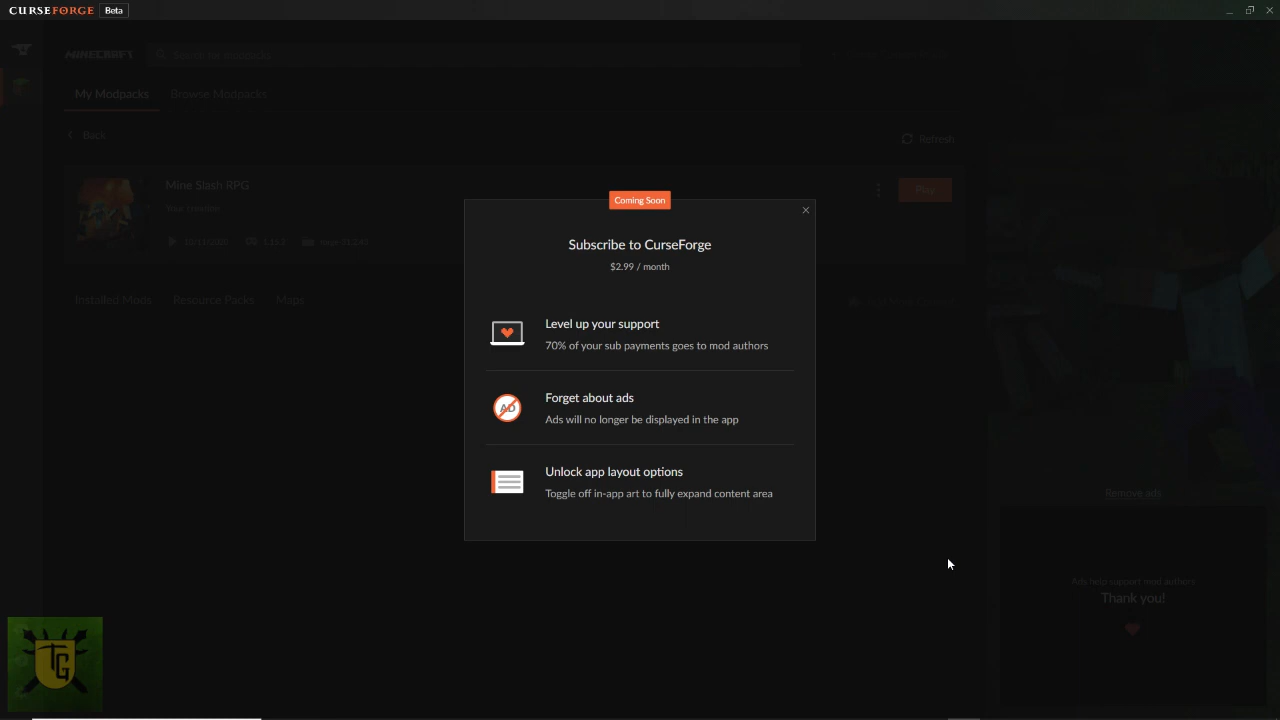 CURSEFORGE Beta
MINECRAFT
My Modpacks Browse Modpacks
Back
Refresh
Mine Slash RPG
Play
Installed Mods Resource Packs Maps
Coming Soon
Subscribe to CurseForge
$2.99 / month
Level up your support
70% of your sub payments goes to mod authors
Forget about ads
AD
Ads will no longer be displayed in the app
Unlock app layout options
Toggle off in-app art to fully expand content area
Remove ads
Ads help support mod authors
Thank you!
TG